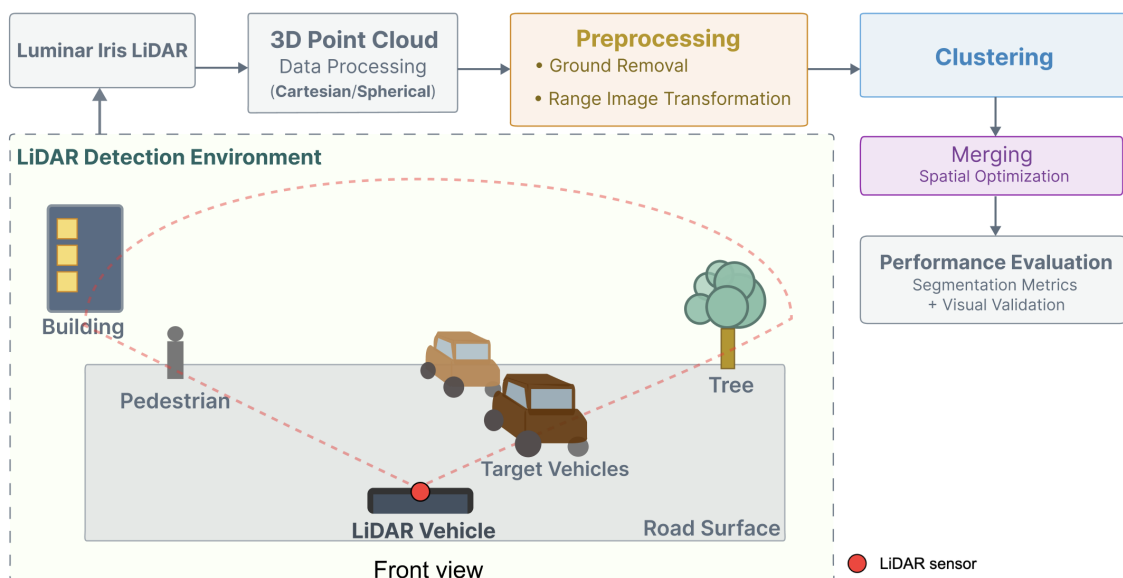 Luminar Iris LiDAR
3D Point Cloud
Data Processing
(Cartesian/Spherical)
Preprocessing
• Ground Removal
• Range Image Transformation
Clustering
Merging
Spatial Optimization
Performance Evaluation
Segmentation Metrics
+ Visual Validation
LiDAR Detection Environment
Building
Pedestrian
Tree
Target Vehicles
LiDAR Vehicle
Road Surface
Front view
LiDAR sensor